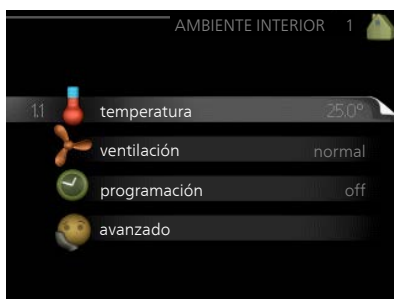 AMBIENTE INTERIOR 1
1.1 temperatura 25.0°
ventilación normal
programación off
avanzado